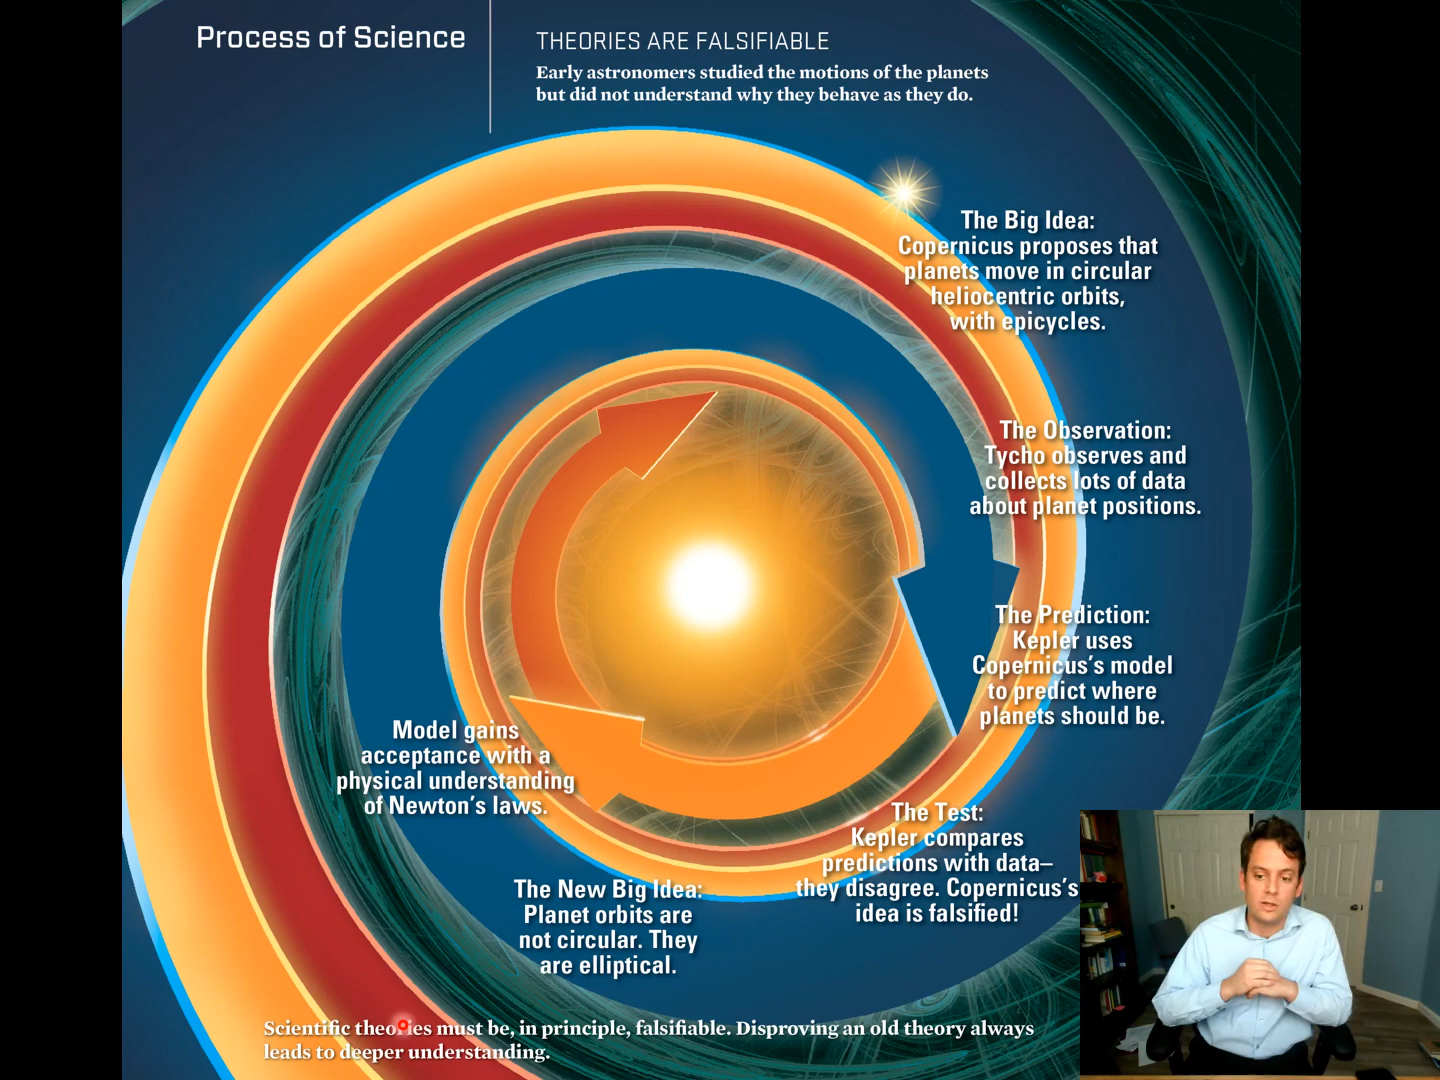 Process of Science
THEORIES ARE FALSIFIABLE
Early astronomers studied the motions of the planets
but did not understand why they behave as they do.
The Big Idea:
Copernicus proposes that
planets move in circular
heliocentric orbits,
with epicycles.
The Observation:
Tycho observes and
collects lots of data
about planet positions.
The Prediction:
Kepler uses
Copernicus's model
to predict where
planets should be.
The Test:
Kepler compares
predictions with data–
they disagree. Copernicus's
idea is falsified!
The New Big Idea:
Planet orbits are
not circular. They
are elliptical.
Model gains
acceptance with a
physical understanding
of Newton's laws.
Scientific theories must be, in principle, falsifiable. Disproving an old theory always
leads to deeper understanding.